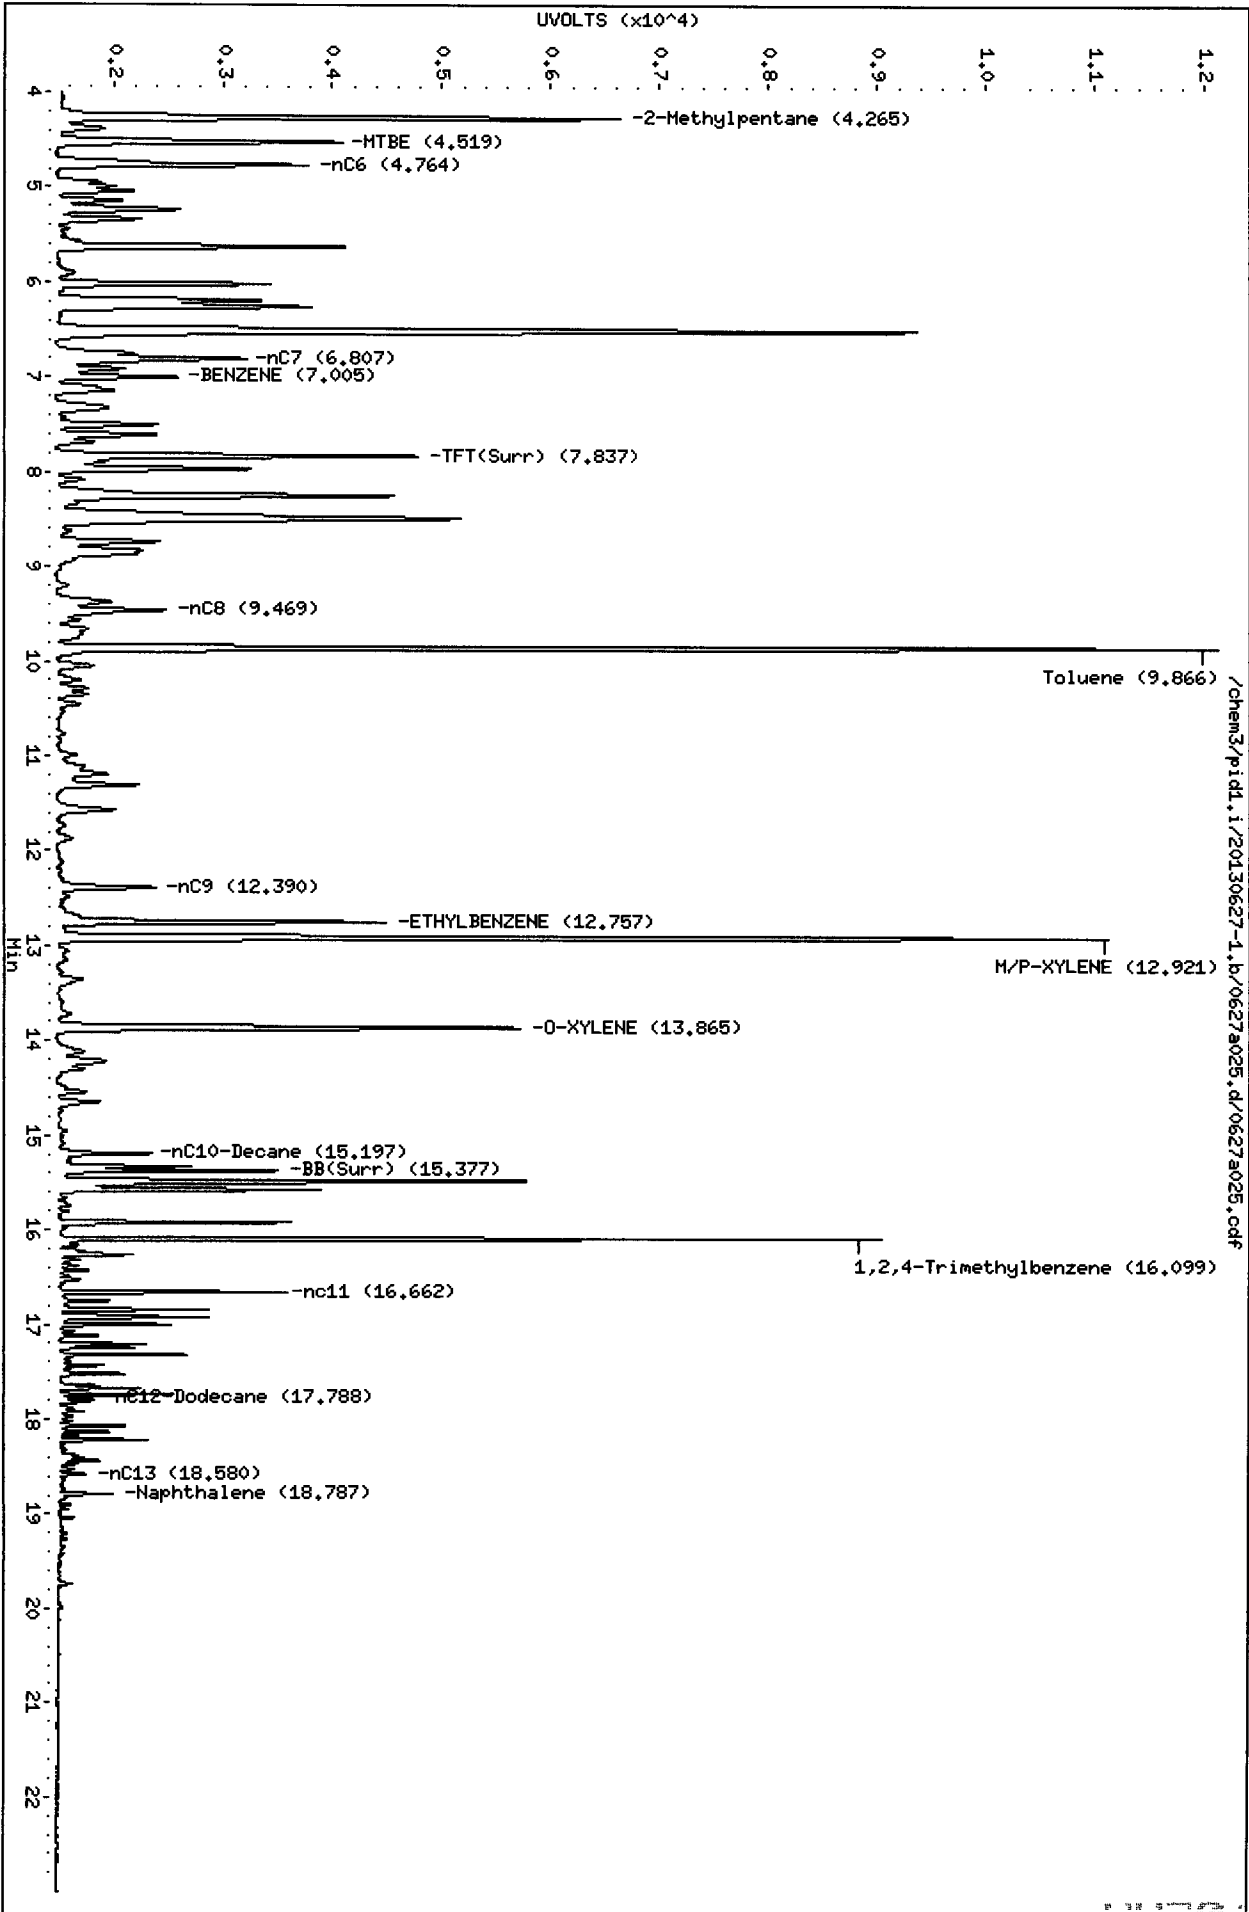 UVOLTS (x10^4)
0.2
0.3
0.4
0.5
0.6
0.7
0.8
0.9
1.0
1.1
1.2
/chem3/pid1.i/20130627-1.b/0627a025.d/0627a025.cdf
4
-2-Methylpentane (4.265)
-MTBE (4.519)
-nC6 (4.764)
5
6
-nC7 (6.807)
-BENZENE (7.005)
7
-TFT(Surr) (7.837)
8
9
-nC8 (9.469)
10
Toluene (9.866)
11
12
-nC9 (12.390)
-ETHYLBENZENE (12.757)
13
Min
M/P-XYLENE (12.921)
-O-XYLENE (13.865)
14
15
-nC10-Decane (15.197)
-BB(Surr) (15.377)
16
1,2,4-Trimethylbenzene (16.099)
-nc11 (16.662)
17
nC12-Dodecane (17.788)
18
-nC13 (18.580)
-Naphthalene (18.787)
19
20
21
22